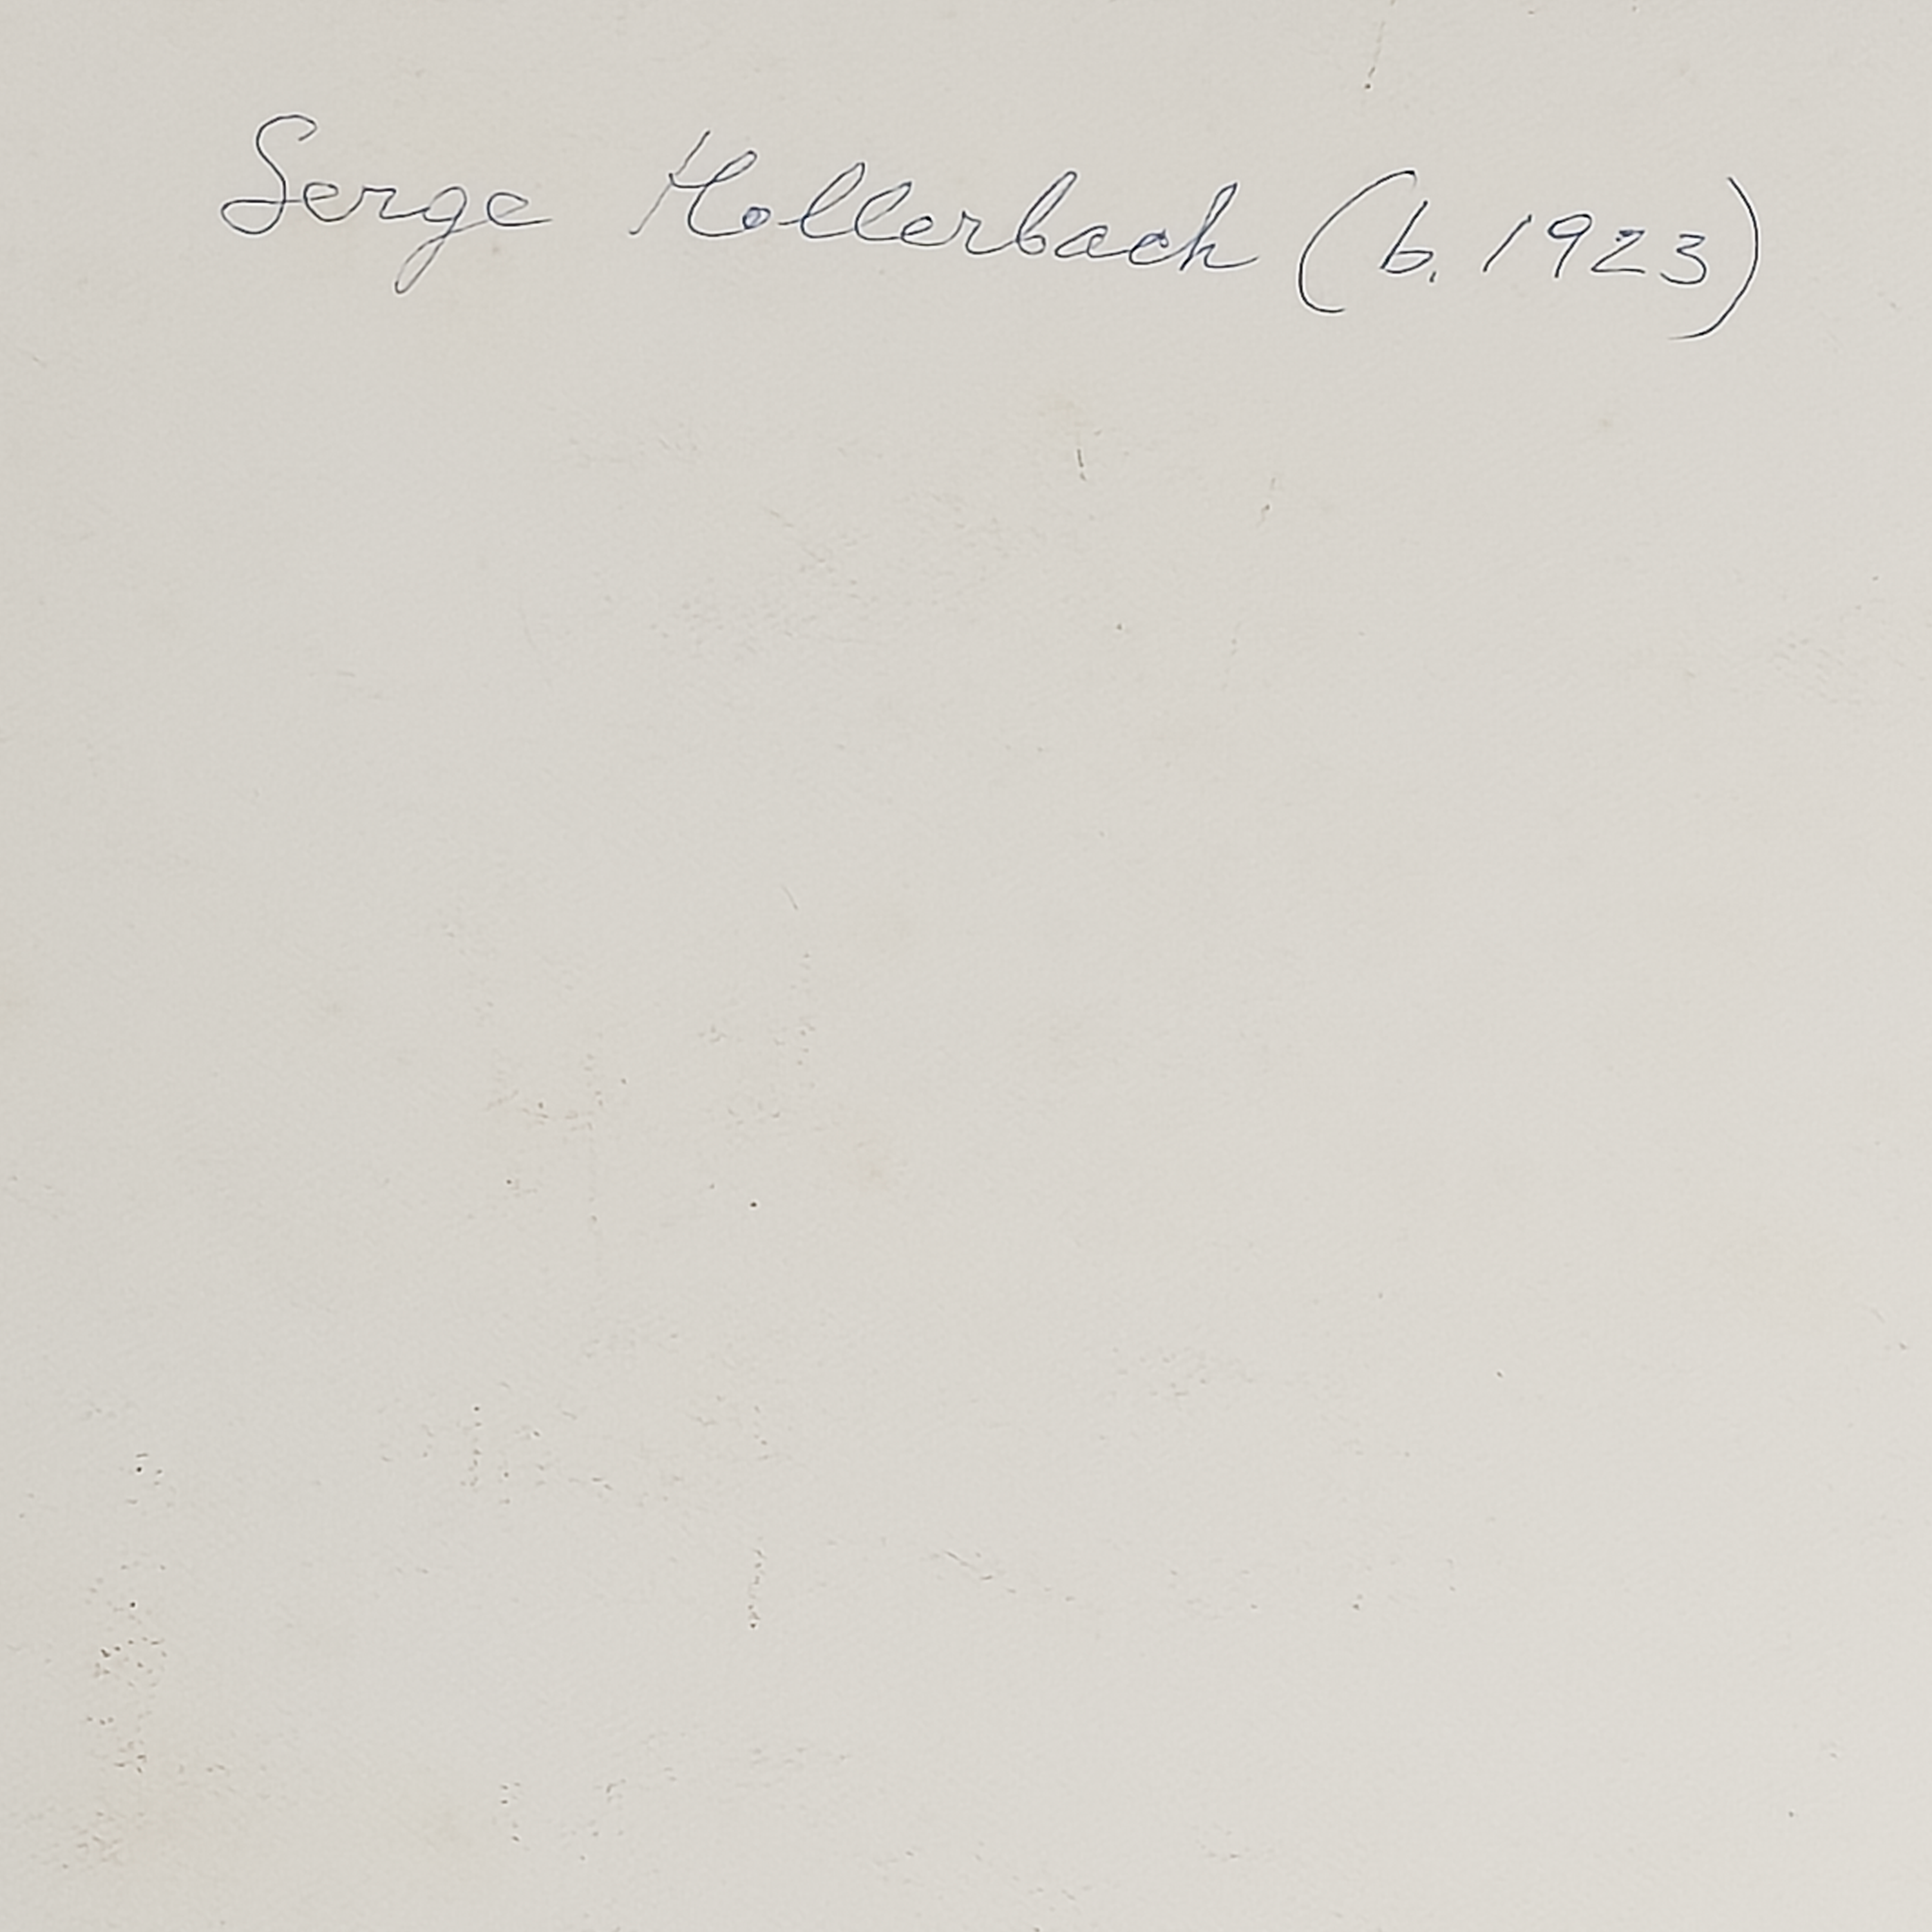 Serge Hollerbach (b. 1923)